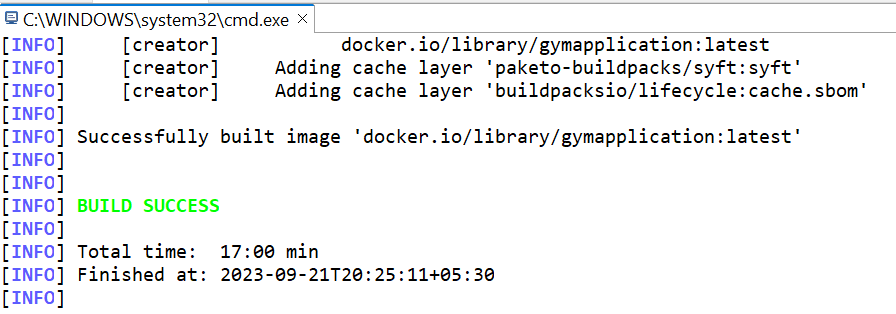 C:\WINDOWS\system32\cmd.exe ×
[INFO]     [creator]             docker.io/library/gymapplication:latest
[INFO]     [creator]     Adding cache layer 'paketo-buildpacks/syft:syft'
[INFO]     [creator]     Adding cache layer 'buildpacksio/lifecycle:cache.sbom'
[INFO]
[INFO] Successfully built image 'docker.io/library/gymapplication:latest'
[INFO]
[INFO]
[INFO] BUILD SUCCESS
[INFO]
[INFO] Total time:  17:00 min
[INFO] Finished at: 2023-09-21T20:25:11+05:30
[INFO]